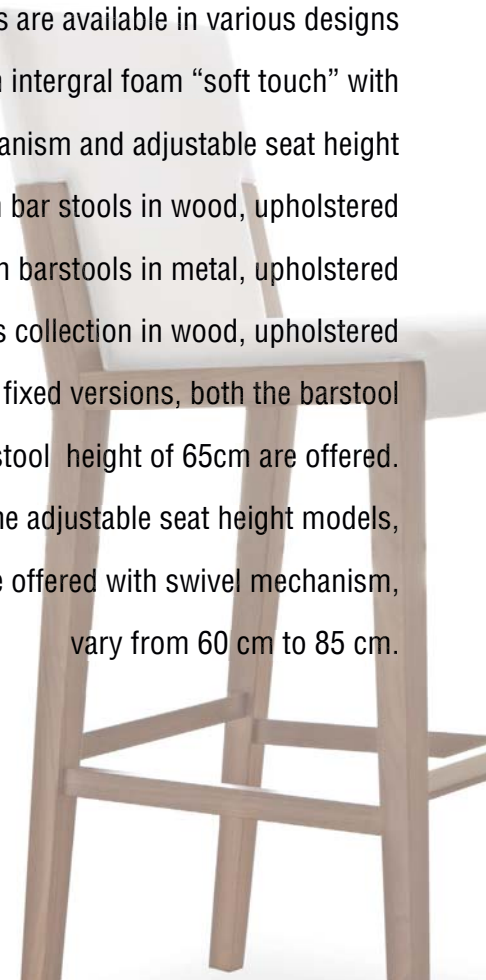 s are available in various designs
intergral foam “soft touch” with
anism and adjustable seat height
bar stools in wood, upholstered
n barstools in metal, upholstered
s collection in wood, upholstered
fixed versions, both the barstool
stool height of 65cm are offered.
ne adjustable seat height models,
e offered with swivel mechanism,
vary from 60 cm to 85 cm.